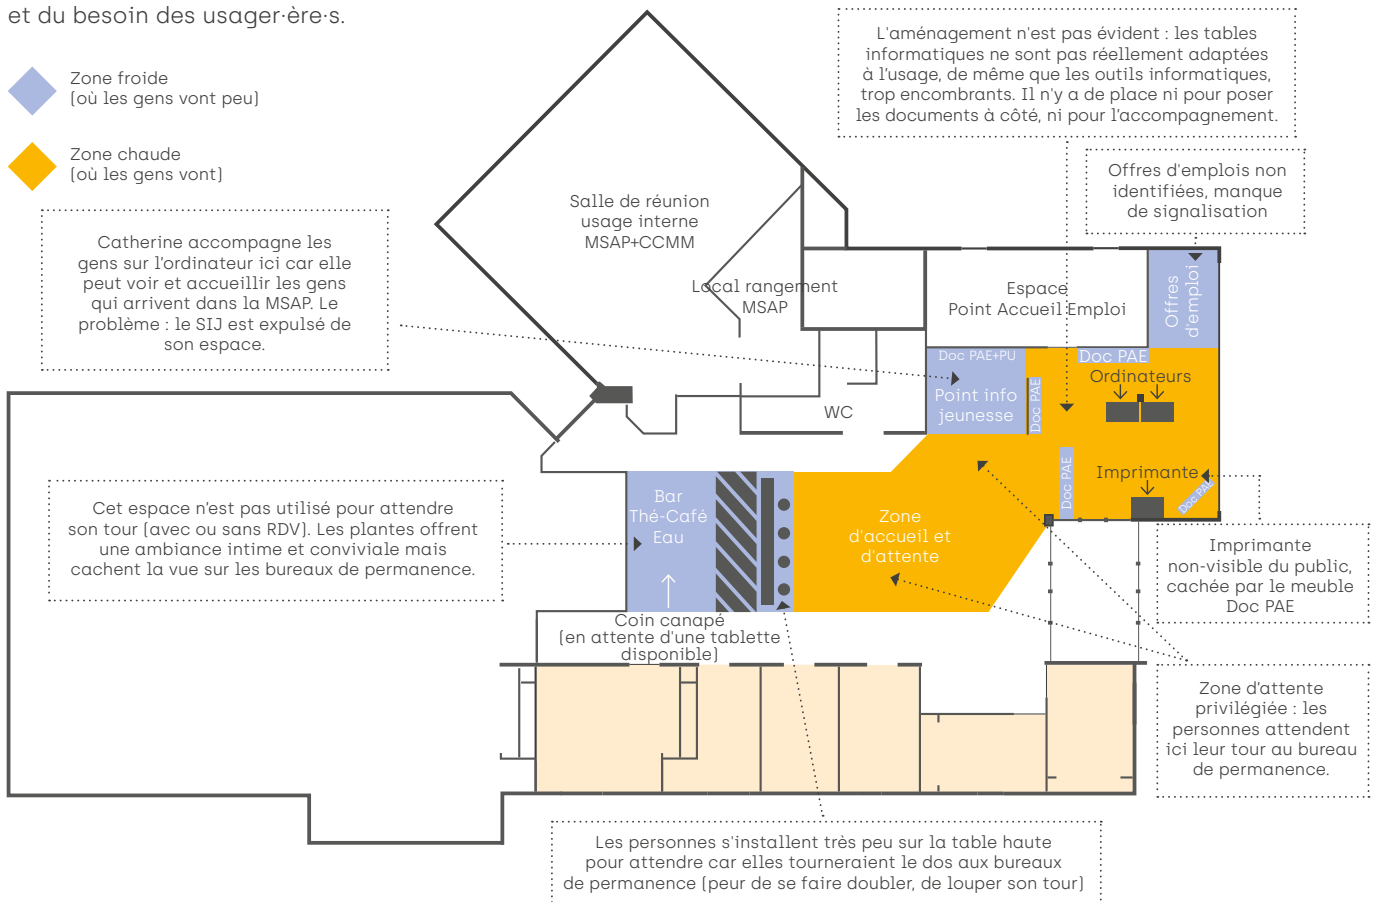 et du besoin des usager·ère·s.
Zone froide
(où les gens vont peu)
Zone chaude
(où les gens vont)
L'aménagement n'est pas évident : les tables
informatiques ne sont pas réellement adaptées
à l'usage, de même que les outils informatiques,
trop encombrants. Il n'y a de place ni pour poser
les documents à côté, ni pour l'accompagnement.
Offres d'emplois non
identifiées, manque
de signalisation
Catherine accompagne les
gens sur l'ordinateur ici car elle
peut voir et accueillir les gens
qui arrivent dans la MSAP. Le
problème : le SIJ est expulsé de
son espace.
Salle de réunion
usage interne
MSAP+CCMM
Local rangement
MSAP
Espace
Point Accueil Emploi
Offres
d'emploi
Doc PAE+PU
Point info
jeunesse
Doc PAE
Doc PAE
Ordinateurs
WC
Doc PAE
Imprimante
Doc PAE
Cet espace n'est pas utilisé pour attendre
son tour (avec ou sans RDV). Les plantes offrent
une ambiance intime et conviviale mais
cachent la vue sur les bureaux de permanence.
Bar
Thé-Café
Eau
Zone
d'accueil et
d'attente
Imprimante
non-visible du public,
cachée par le meuble
Doc PAE
Coin canapé
(en attente d'une tablette
disponible)
Zone d'attente
privilégiée : les
personnes attendent
ici leur tour au bureau
de permanence.
Les personnes s'installent très peu sur la table haute
pour attendre car elles tourneraient le dos aux bureaux
de permanance (peur de se faire doubler, de louper son tour)